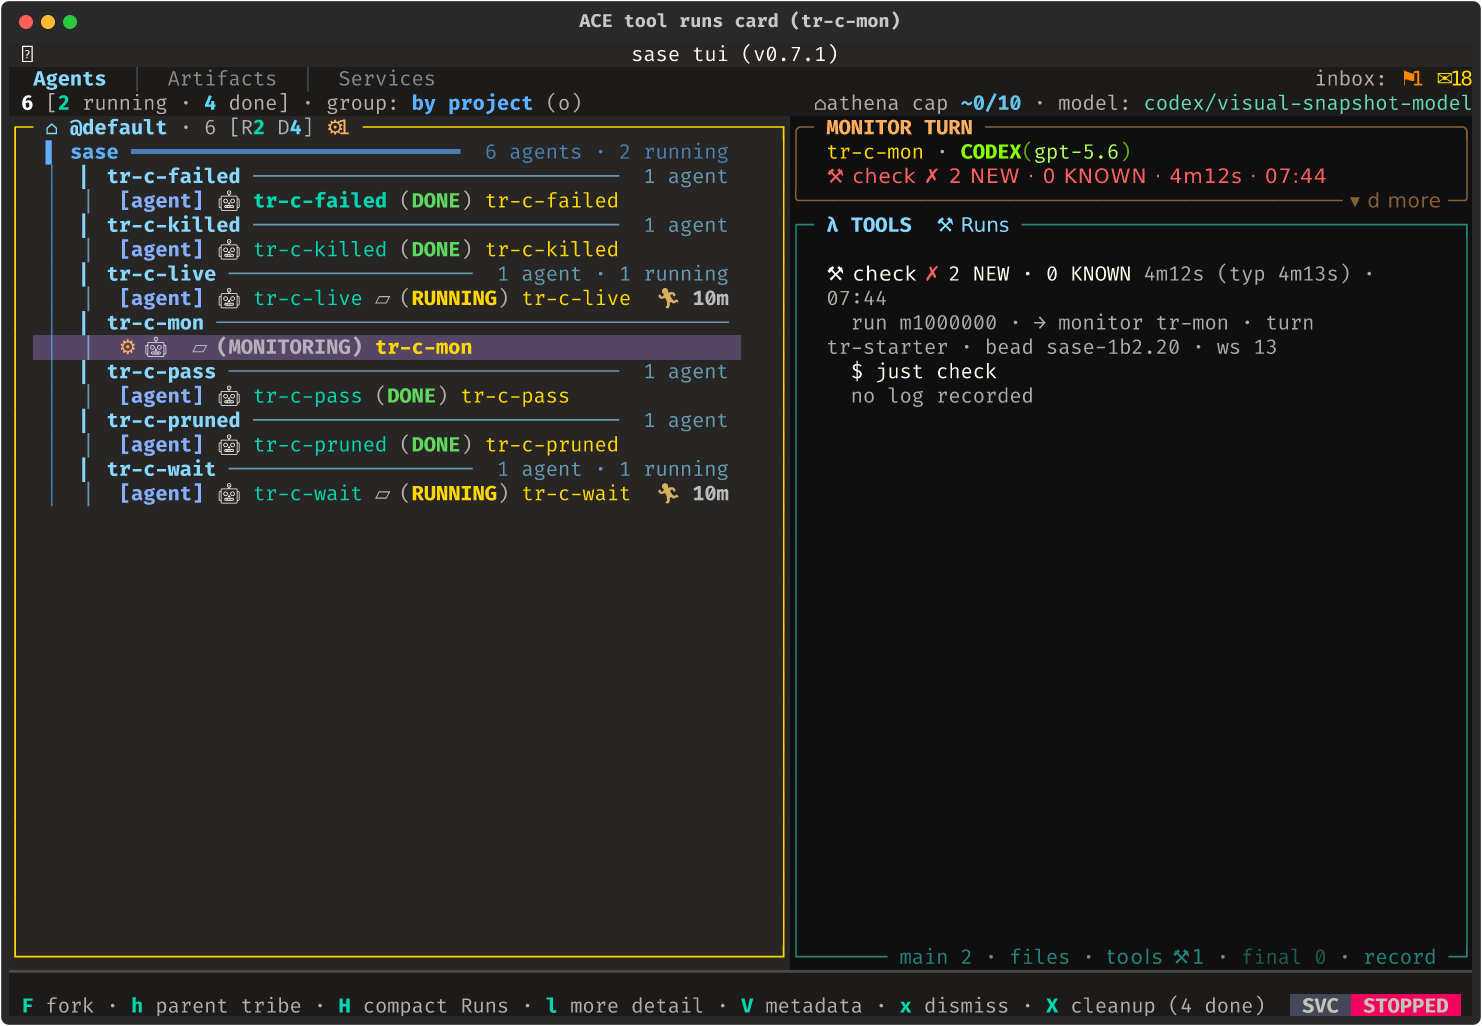 ACE tool runs card (tr-c-mon)
sase tui (v0.7.1)
Agents │ Artifacts │ Services
inbox: ⚑1 ✉18
6 [2 running · 4 done] · group: by project (o)
⌂athena cap ~0/10 · model: codex/visual-snapshot-model
⌂ @default · 6 [R2 D4] ⚙1
sase 6 agents · 2 running
tr-c-failed 1 agent
[agent] 🤖 tr-c-failed (DONE) tr-c-failed
tr-c-killed 1 agent
[agent] 🤖 tr-c-killed (DONE) tr-c-killed
tr-c-live 1 agent · 1 running
[agent] 🤖 tr-c-live ▱ (RUNNING) tr-c-live 🏃 10m
tr-c-mon
⚙ 🤖 ▱ (MONITORING) tr-c-mon
tr-c-pass 1 agent
[agent] 🤖 tr-c-pass (DONE) tr-c-pass
tr-c-pruned 1 agent
[agent] 🤖 tr-c-pruned (DONE) tr-c-pruned
tr-c-wait 1 agent · 1 running
[agent] 🤖 tr-c-wait ▱ (RUNNING) tr-c-wait 🏃 10m
MONITOR TURN
tr-c-mon · CODEX(gpt-5.6)
⚒ check ✗ 2 NEW · 0 KNOWN · 4m12s · 07:44
▾ d more
λ TOOLS ⚒ Runs
⚒ check ✗ 2 NEW · 0 KNOWN 4m12s (typ 4m13s) ·
07:44
run m1000000 · → monitor tr-mon · turn
tr-starter · bead sase-1b2.20 · ws 13
$ just check
no log recorded
main 2 · files · tools ⚒1 · final 0 · record
F fork · h parent tribe · H compact Runs · l more detail · V metadata · x dismiss · X cleanup (4 done)
SVC STOPPED